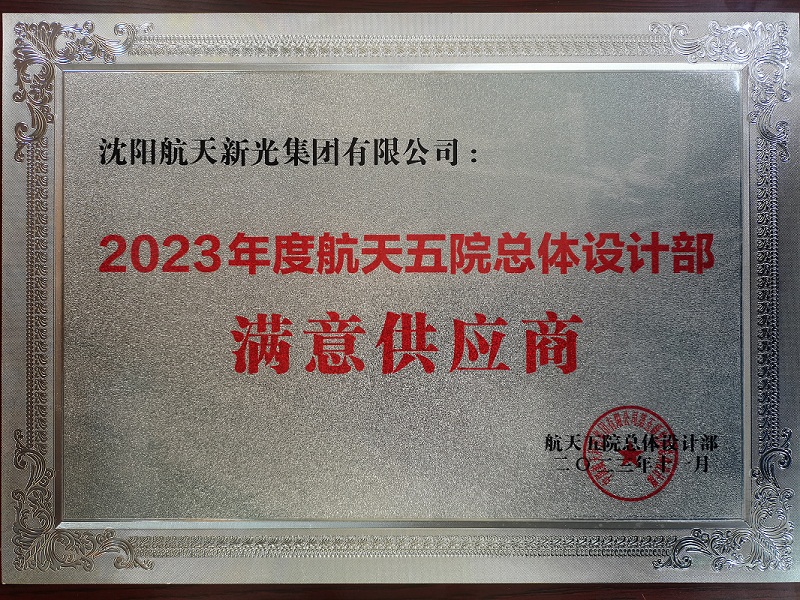 沈阳航天新光集团有限公司：
2023年度航天五院总体设计部
满意供应商
航天五院总体设计部
二〇二三年十一月